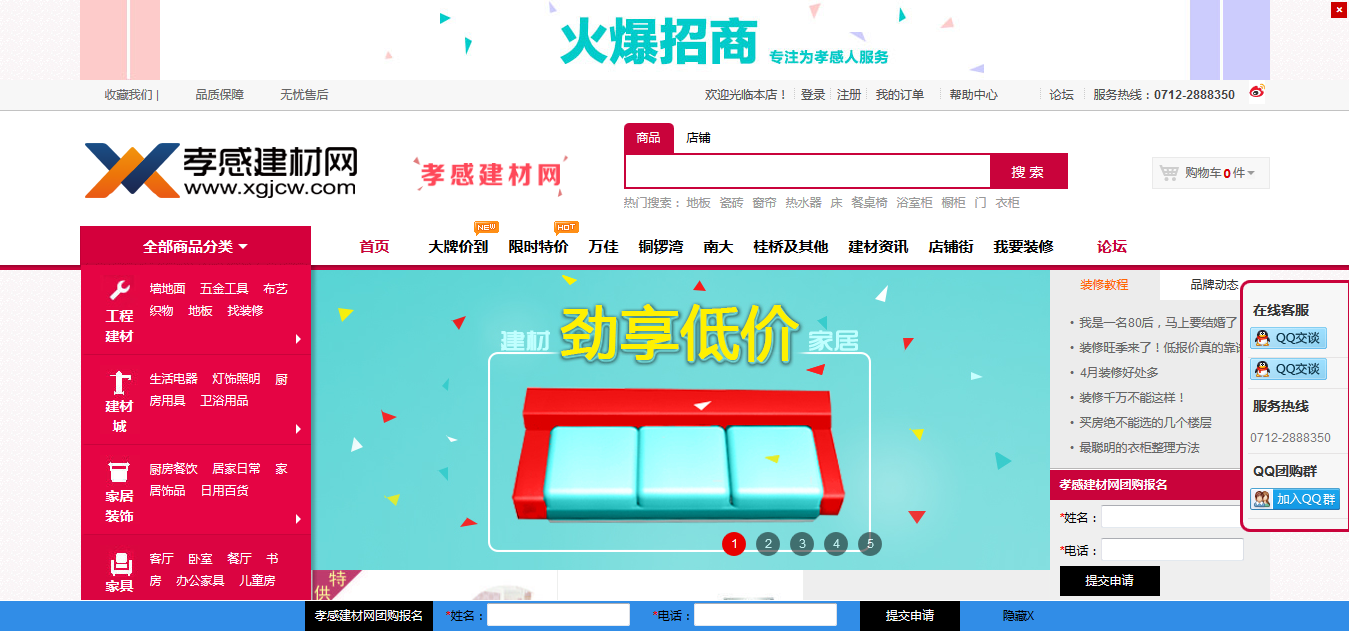 火爆招商 专注为孝感人服务
×
收藏我们 | 品质保障 无忧售后 欢迎光临本店！ 登录 注册 我的订单 帮助中心 论坛 服务热线：0712-2888350
孝感建材网
www.xgjcw.com
孝感建材网
商品 店铺
搜 索
购物车 0 件
热门搜索： 地板 瓷砖 窗帘 热水器 床 餐桌椅 浴室柜 橱柜 门 衣柜
NEW HOT
全部商品分类 首页 大牌价到 限时特价 万佳 铜锣湾 南大 桂桥及其他 建材资讯 店铺街 我要装修 论坛
工程
建材
墙地面 五金工具 布艺
织物 地板 找装修
建材
城
生活电器 灯饰照明 厨
房用具 卫浴用品
家居
装饰
厨房餐饮 居家日常 家
居饰品 日用百货
家具
客厅 卧室 餐厅 书
房 办公家具 儿童房
建材 劲享低价 家居
1 2 3 4 5
特
供
装修教程 品牌动态
• 我是一名80后，马上要结婚了
• 装修旺季来了！低报价真的靠
• 4月装修好处多
• 装修千万不能这样！
• 买房绝不能选的几个楼层
• 最聪明的衣柜整理方法
孝感建材网团购报名
*姓名：
*电话：
提交申请
在线客服
QQ交谈
QQ交谈
服务热线
0712-2888350
QQ团购群
加入QQ群
孝感建材网团购报名 *姓名： *电话： 提交申请 隐藏X